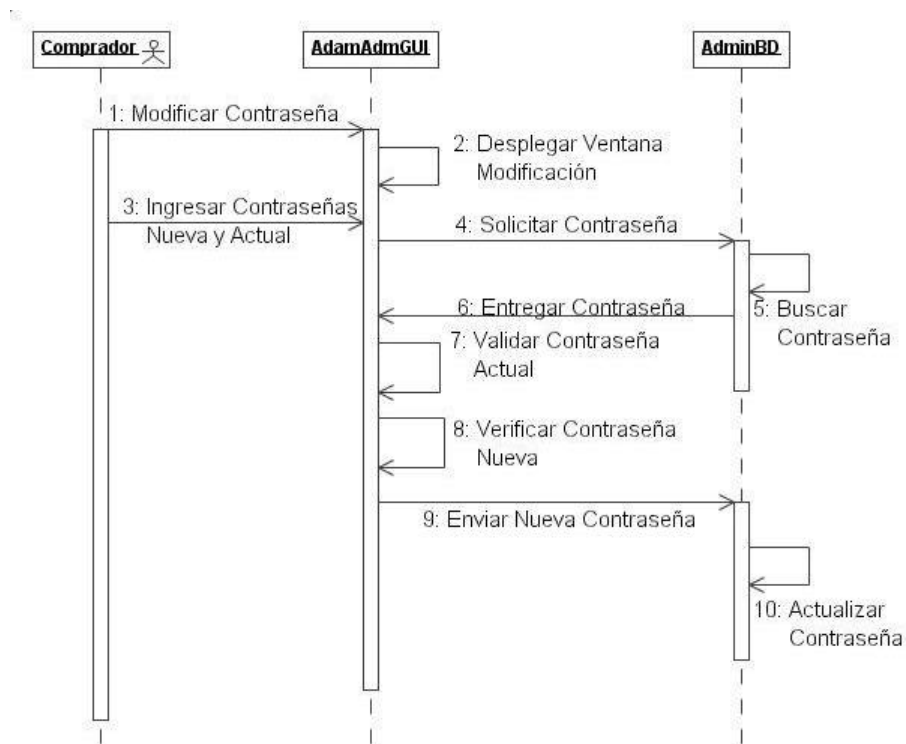 Comprador
AdamAdmGUI
AdminBD
1: Modificar Contraseña
2: Desplegar Ventana
Modificación
3: Ingresar Contraseñas
Nueva y Actual
4: Solicitar Contraseña
5: Buscar
Contraseña
6: Entregar Contraseña
7: Validar Contraseña
Actual
8: Verificar Contraseña
Nueva
9: Enviar Nueva Contraseña
10: Actualizar
Contraseña